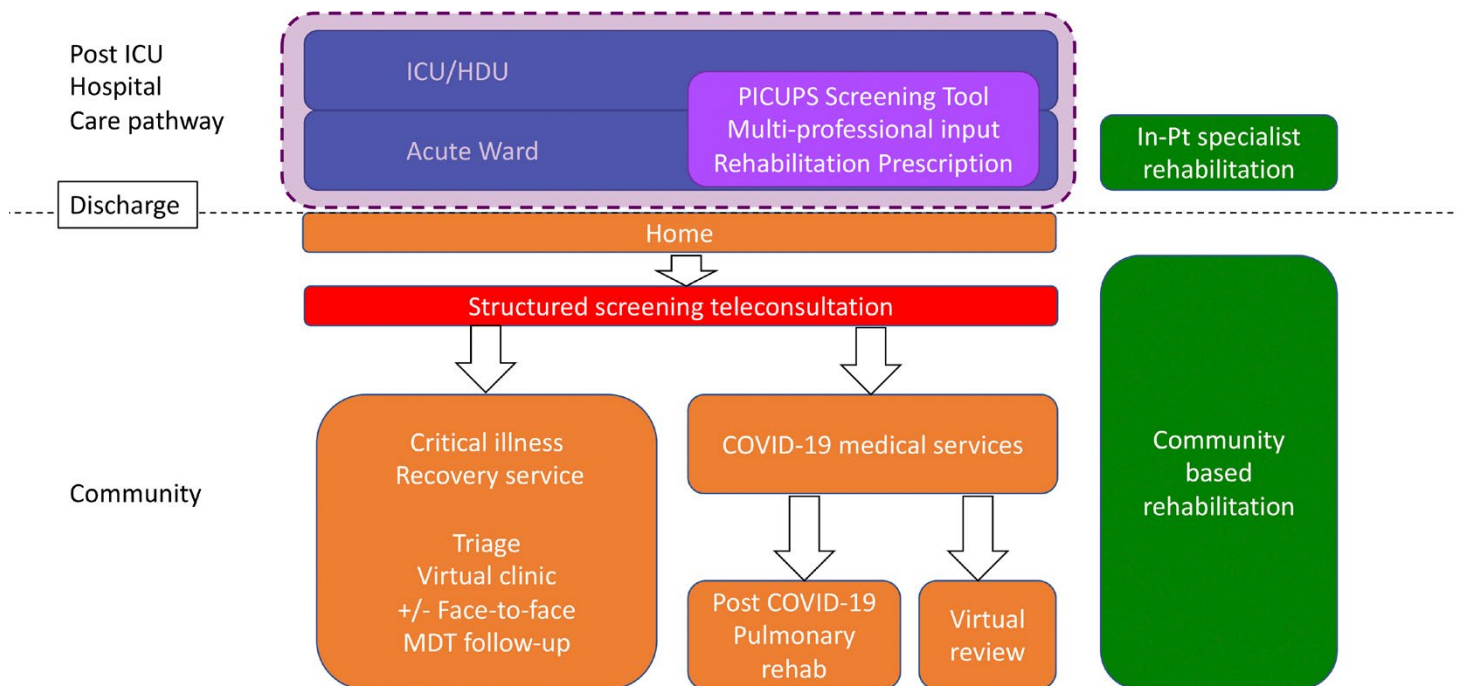 Post ICU
Hospital
Care pathway
ICU/HDU
Acute Ward
PICUPS Screening Tool
Multi-professional input
Rehabilitation Prescription
In-Pt specialist
rehabilitation
Discharge
Home
Structured screening teleconsultation
Community
Critical illness
Recovery service
Triage
Virtual clinic
+/- Face-to-face
MDT follow-up
COVID-19 medical services
Post COVID-19
Pulmonary
rehab
Virtual
review
Community
based
rehabilitation